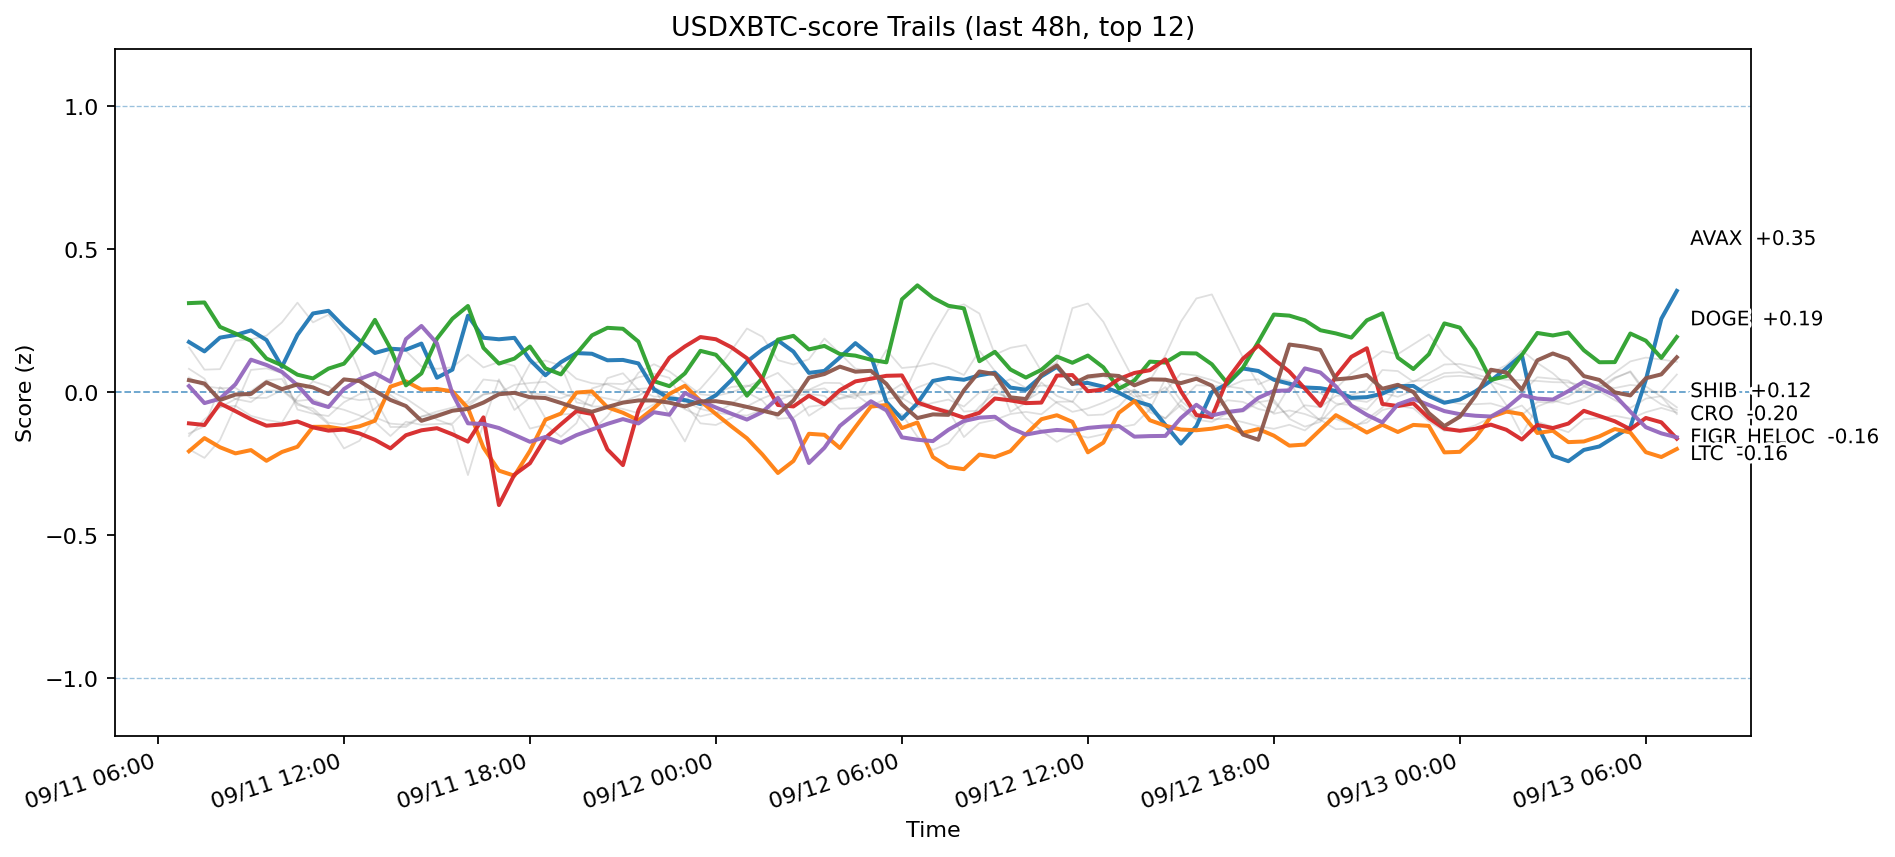 USDXBTC-score Trails (last 48h, top 12)
Score (z)
1.0
0.5
0.0
−0.5
−1.0
AVAX +0.35
DOGE +0.19
SHIB +0.12
CRO -0.20
FIGR_HELOC -0.16
LTC -0.16
09/11 06:00
09/11 12:00
09/11 18:00
09/12 00:00
09/12 06:00
09/12 12:00
09/12 18:00
09/13 00:00
09/13 06:00
Time